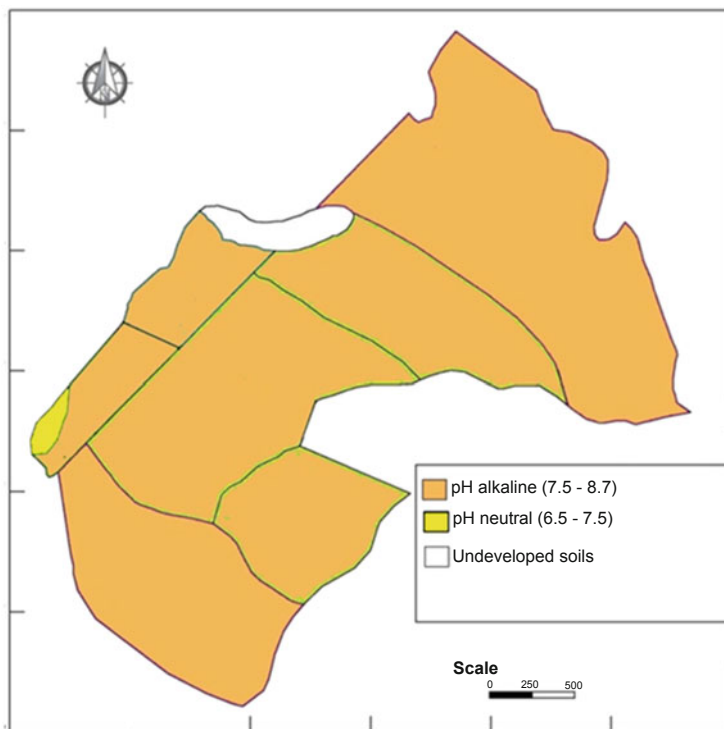 N
pH alkaline (7.5 - 8.7)
pH neutral (6.5 - 7.5)
Undeveloped soils
Scale
0 250 500